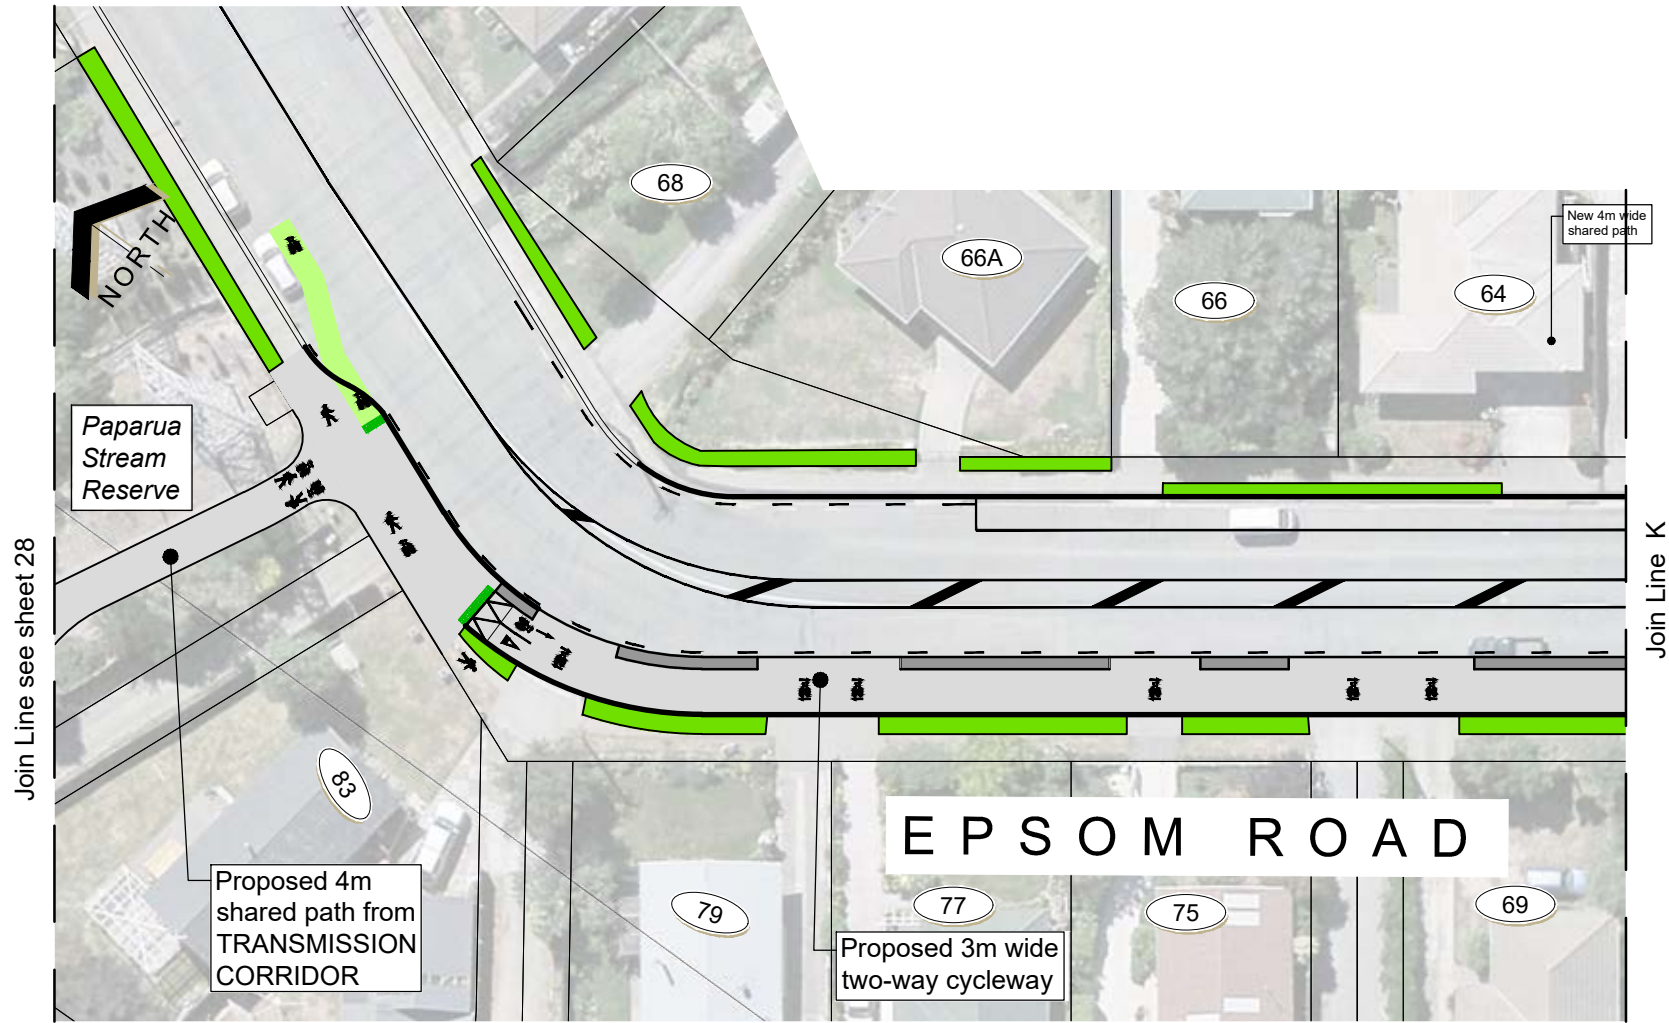 68
66A
66
64
New 4m wide
shared path
NORTH
Paparua
Stream
Reserve
Join Line see sheet 28
Join Line K
83
EPSOM ROAD
79
77
75
69
Proposed 4m
shared path from
TRANSMISSION
CORRIDOR
Proposed 3m wide
two-way cycleway